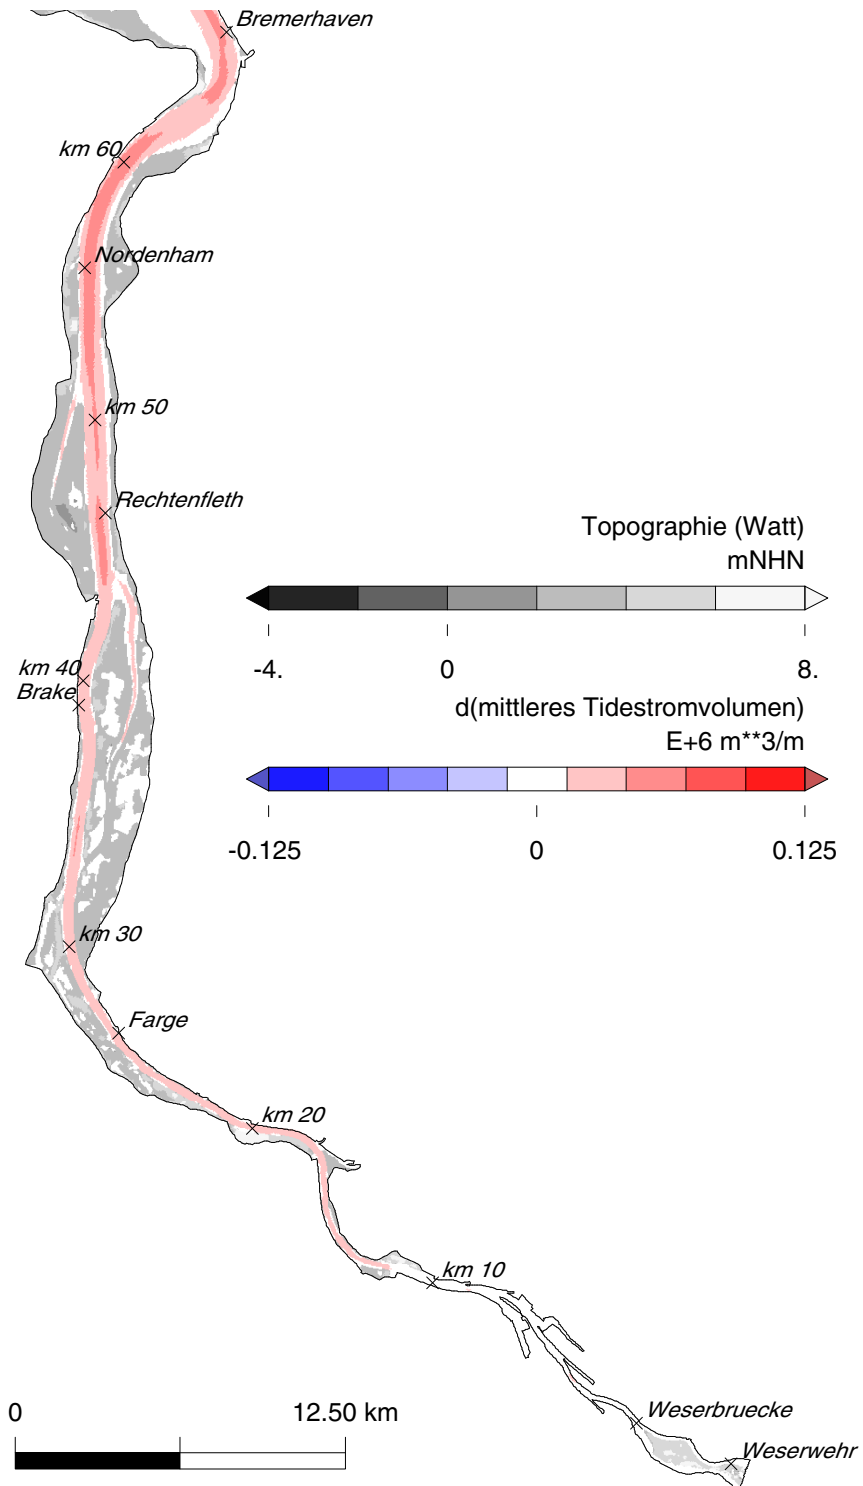 Bremerhaven
km 60
Nordenham
km 50
Rechtenfleth
Topographie (Watt)
mNHN
-4.
0
8.
km 40
Brake
d(mittleres Tidestromvolumen)
E+6 m**3/m
-0.125
0
0.125
km 30
Farge
km 20
km 10
0
12.50 km
Weserbruecke
Weserwehr